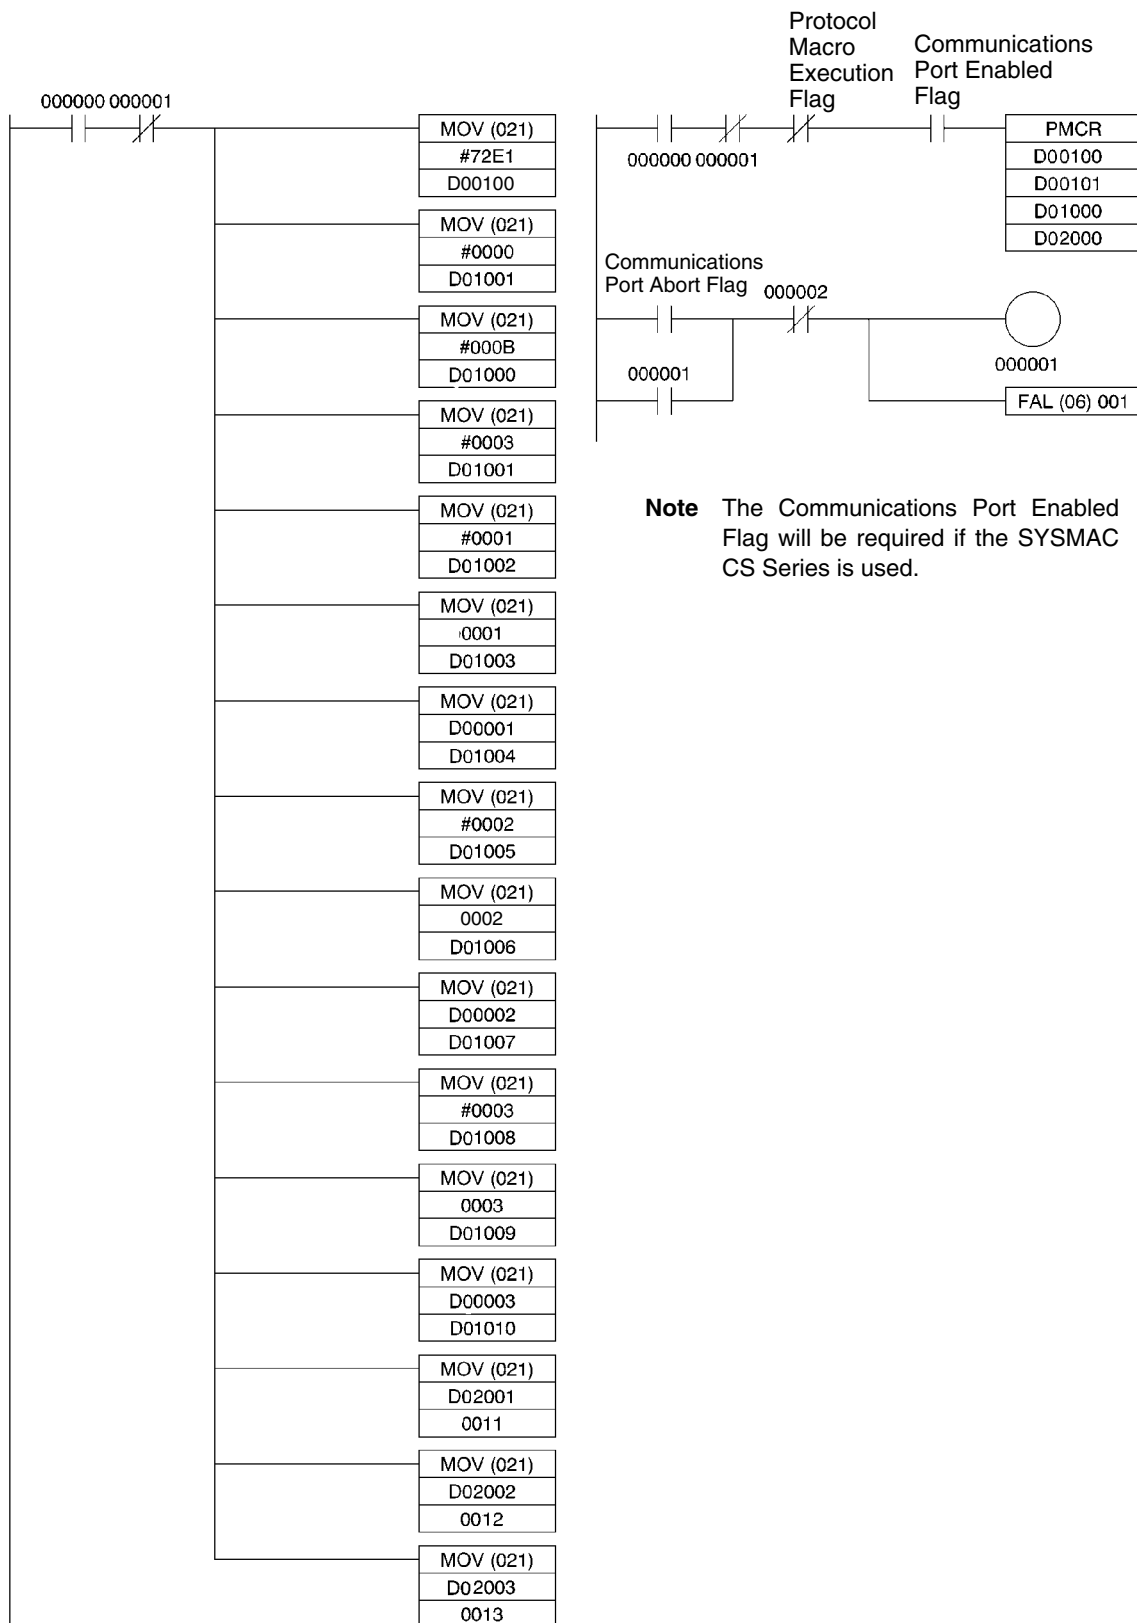 000000 000001
MOV (021)
#72E1
D00100
MOV (021)
#0000
D01001
MOV (021)
#000B
D01000
MOV (021)
#0003
D01001
MOV (021)
#0001
D01002
MOV (021)
0001
D01003
MOV (021)
D00001
D01004
MOV (021)
#0002
D01005
MOV (021)
0002
D01006
MOV (021)
D00002
D01007
MOV (021)
#0003
D01008
MOV (021)
0003
D01009
MOV (021)
D00003
D01010
MOV (021)
D02001
0011
MOV (021)
D02002
0012
MOV (021)
D02003
0013
Protocol
Macro
Execution
Flag
Communications
Port Enabled
Flag
000000 000001
PMCR
D00100
D00101
D01000
D02000
Communications
Port Abort Flag
000002
000001
000001
FAL (06) 001
Note The Communications Port Enabled
Flag will be required if the SYSMAC
CS Series is used.